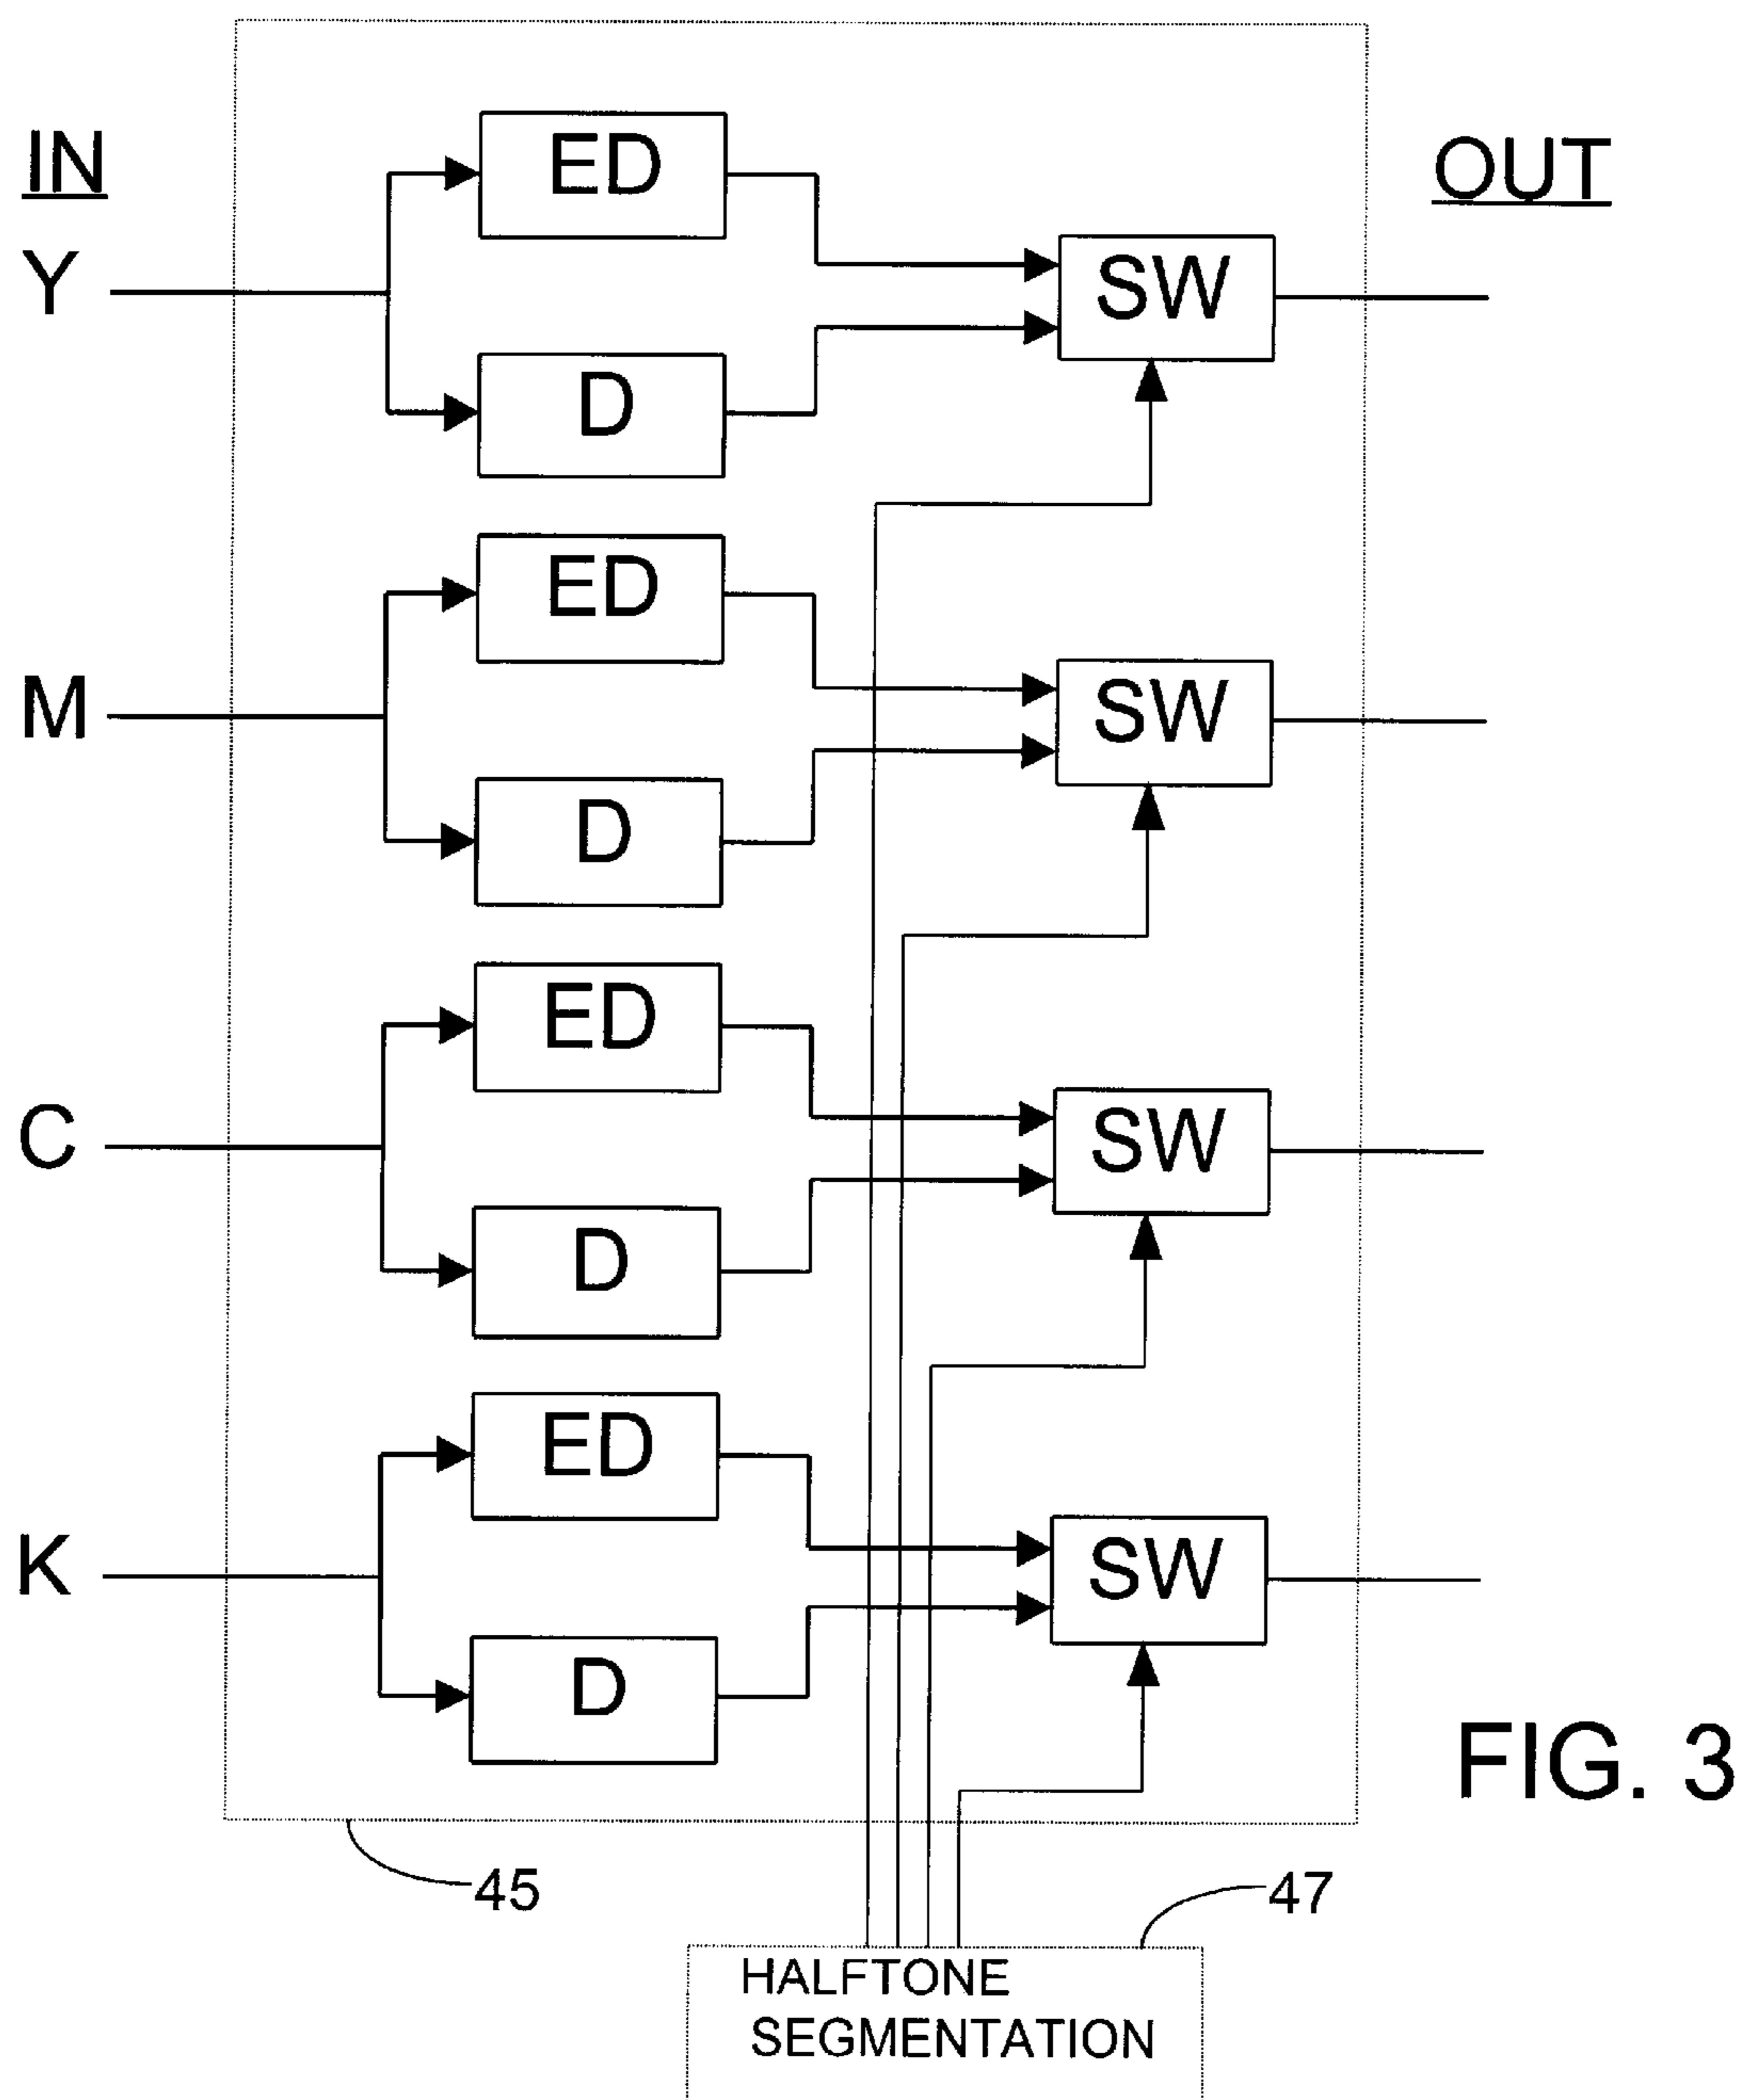 IN
OUT
Y
ED
D
SW
M
ED
D
SW
C
ED
D
SW
K
ED
D
SW
FIG. 3
45
47
HALFTONE
SEGMENTATION